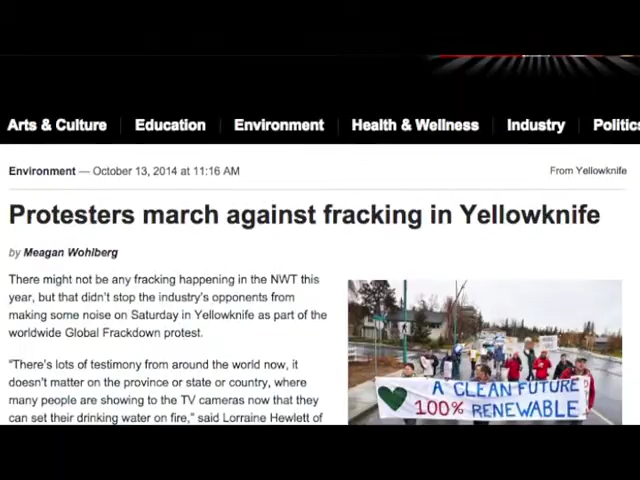 Arts & Culture
Education
Environment
Health & Wellness
Industry
Politics
Environment — October 13, 2014 at 11:16 AM
From Yellowknife
Protesters march against fracking in Yellowknife
by Meagan Wohlberg
There might not be any fracking happening in the NWT this
year, but that didn't stop the industry's opponents from
making some noise on Saturday in Yellowknife as part of the
worldwide Global Frackdown protest.
"There's lots of testimony from around the world now, it
doesn't matter on the province or state or country, where
many people are showing to the TV cameras now that they
can set their drinking water on fire," said Lorraine Hewlett of
A CLEAN FUTURE
100% RENEWABLE